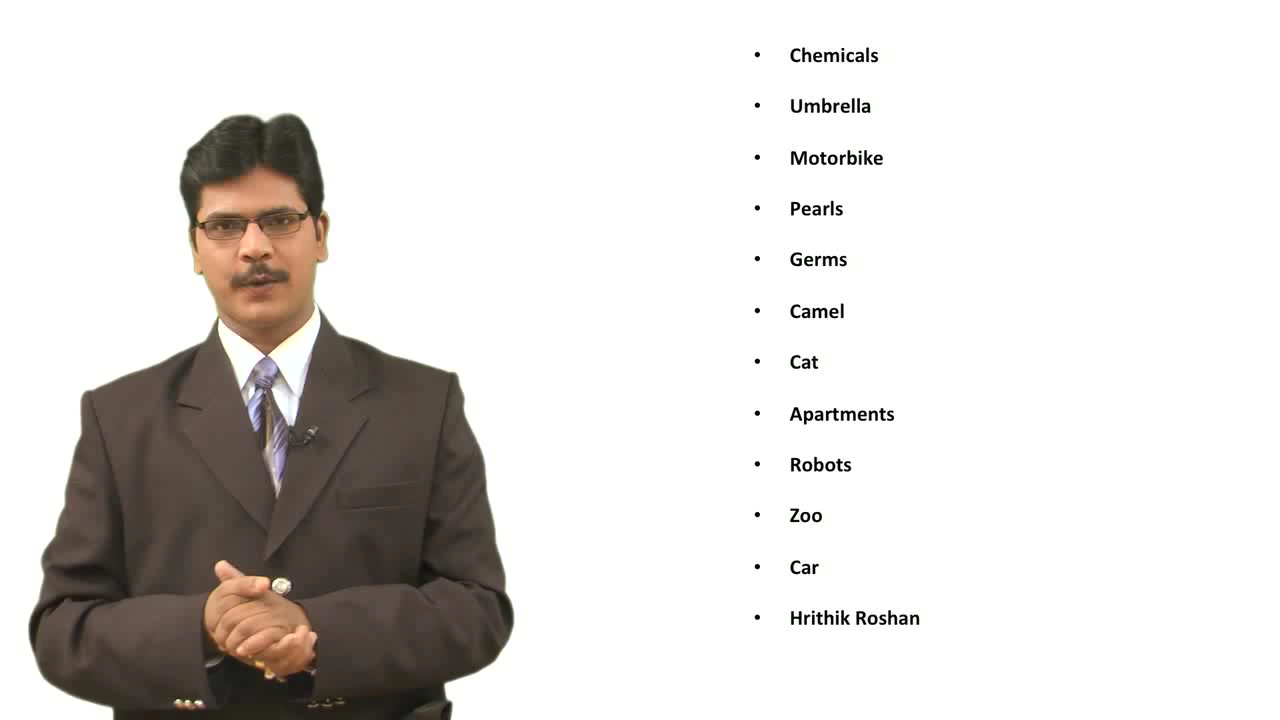 • Chemicals
• Umbrella
• Motorbike
• Pearls
• Germs
• Camel
• Cat
• Apartments
• Robots
• Zoo
• Car
• Hrithik Roshan